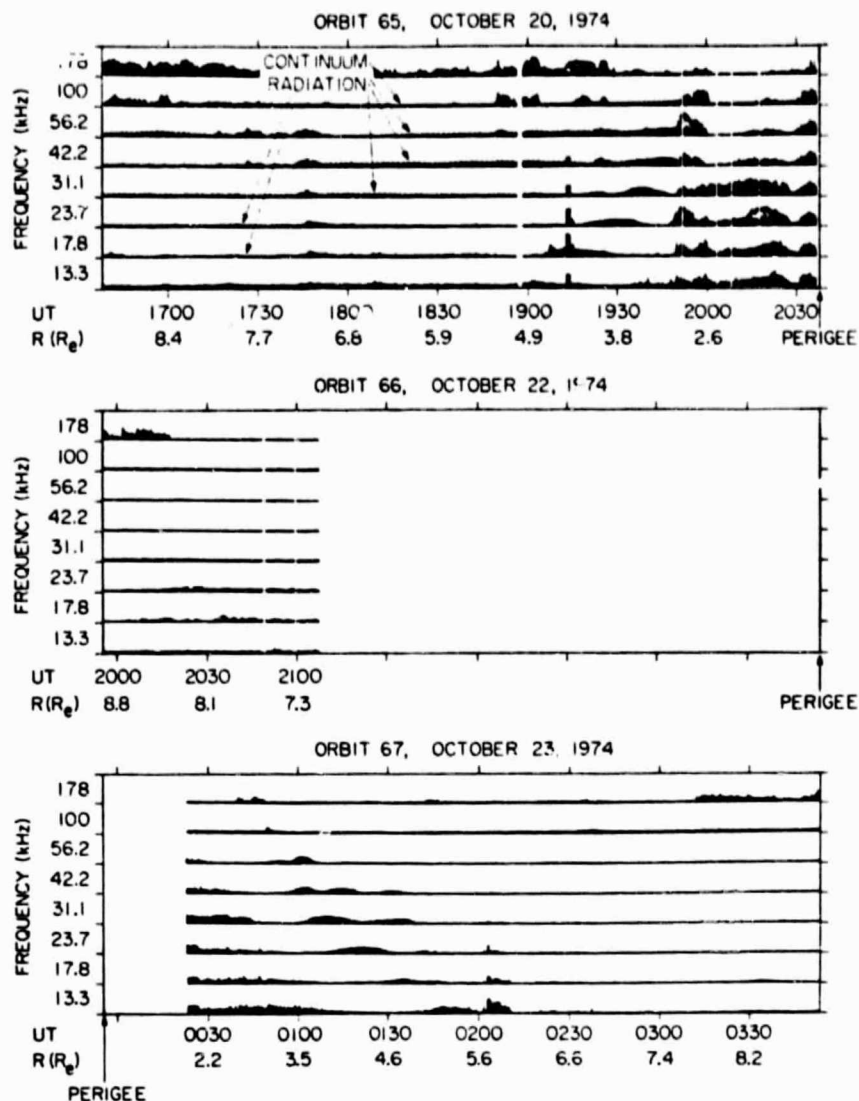 ORBIT 65, OCTOBER 20, 1974
CONTINUUM
RADIATION
FREQUENCY (kHz)
100
56.2
42.2
31.1
23.7
17.8
13.3
UT 1700 1730 1830 1900 1930 2000 2030
R (Re) 8.4 7.7 6.8 5.9 4.9 3.8 2.6 PERIGEE
ORBIT 66, OCTOBER 22,
FREQUENCY (kHz)
178
100
56.2
42.2
31.1
23.7
17.8
13.3
UT 2000 2030 2100
R (Re) 8.8 8.1 7.3 PERIGEE
ORBIT 67, OCTOBER 23, 1974
FREQUENCY (kHz)
178
100
56.2
42.2
31.1
23.7
17.8
13.3
UT 0030 0100 0130 0200 0230 0300 0330
R (Re) 2.2 3.5 4.6 5.6 6.6 7.4 8.2
PERIGEE